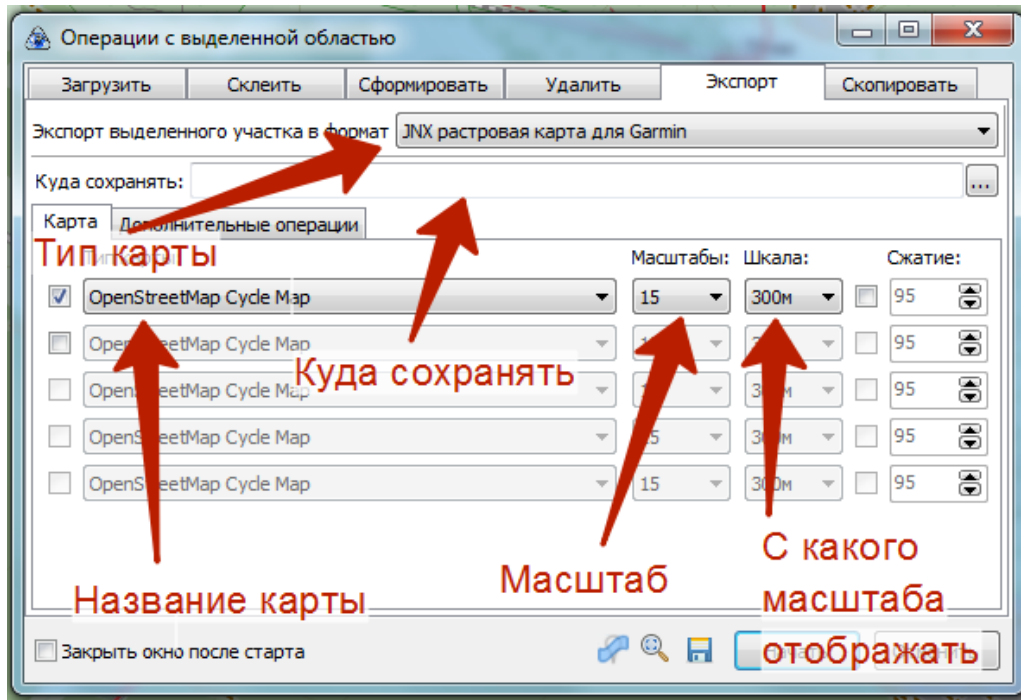 Операции с выделенной областью
Загрузить Склеить Сформировать Удалить Экспорт Скопировать
Экспорт выделенного участка в формат JNX растровая карта для Garmin
Куда сохранять: ...
Карта Дополнительные операции
Тип карты
Масштабы: Шкала: Сжатие:
OpenStreetMap Cycle Map 15 300м 95
OpenStreetMap Cycle Map 95
Куда сохранять
OpenStreetMap Cycle Map 95
OpenStreetMap Cycle Map 15 300м 95
OpenStreetMap Cycle Map 15 300м 95
Название карты
Масштаб
С какого
масштаба
отображать
Закрыть окно после старта